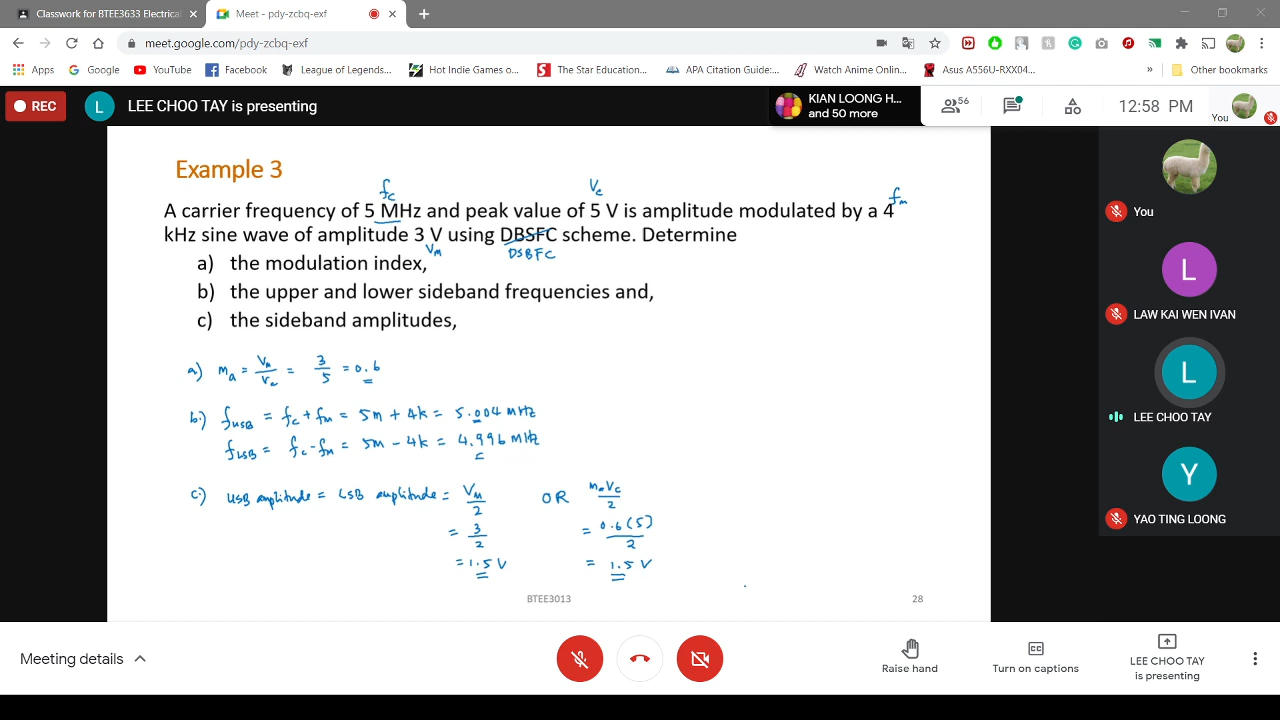 Classwork for BTEE3633 Electrical
Meet - pdy-zcbq-exf
meet.google.com/pdy-zcbq-exf
Apps Google YouTube Facebook League of Legends... Hot Indie Games o... The Star Education... APA Citation Guide:... Watch Anime Online... Asus A556U-RXX04... » Other bookmarks
REC L LEE CHOO TAY is presenting
KIAN LOONG H...
and 50 more
56
12:58 PM
You
Example 3
fc Vc fm
A carrier frequency of 5 MHz and peak value of 5 V is amplitude modulated by a 4
kHz sine wave of amplitude 3 V using DBSFC scheme. Determine
Vm DSBFC
a) the modulation index,
b) the upper and lower sideband frequencies and,
c) the sideband amplitudes,
a) ma = Vm/Vc = 3/5 = 0.6
b) fUSB = fc + fm = 5M + 4k = 5.004 MHz
fLSB = fc - fm = 5M - 4k = 4.996 MHz
c) USB amplitude = LSB amplitude = Vm/2 OR maVc/2
= 3/2 = 0.6(5)/2
= 1.5 V = 1.5 V
BTEE3013 28
You
L
LAW KAI WEN IVAN
L
LEE CHOO TAY
Y
YAO TING LOONG
Meeting details
Raise hand
Turn on captions
LEE CHOO TAY
is presenting